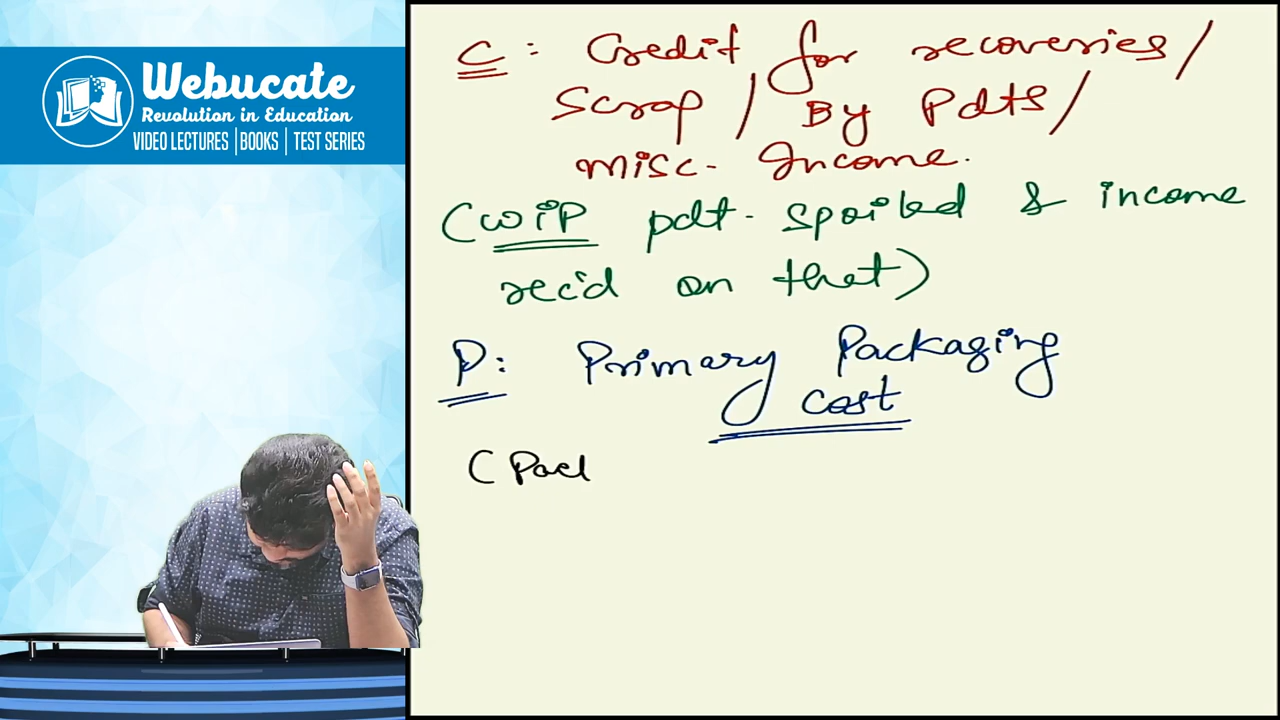 Webucate
Revolution in Education
VIDEO LECTURES | BOOKS | TEST SERIES
C : Credit for recoveries /
Scrap / By Pdts /
misc. Income.
(WIP pdt. spoiled & income
rec'd on that)
P : Primary Packaging
Cost
( Pacl